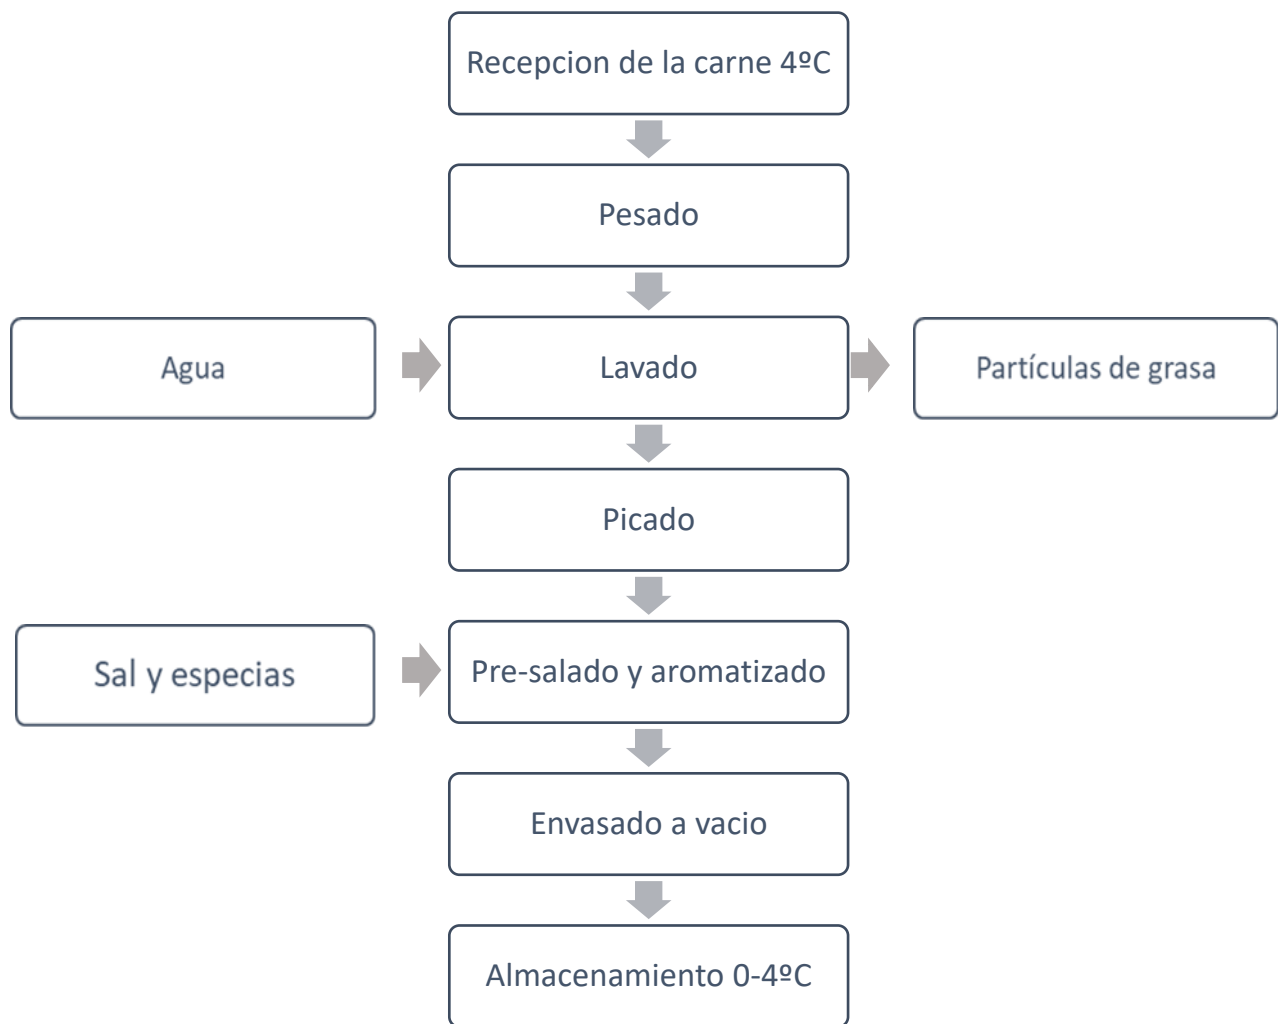 Recepcion de la carne 4ºC
Pesado
Agua
Lavado
Partículas de grasa
Picado
Sal y especias
Pre-salado y aromatizado
Envasado a vacio
Almacenamiento 0-4ºC